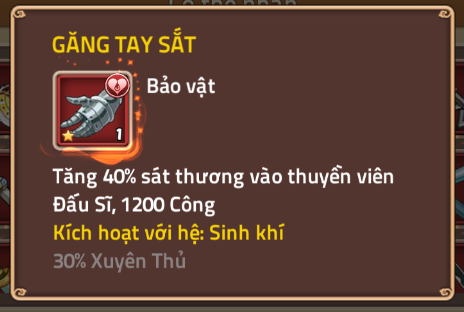 GĂNG TAY SẮT
Bảo vật
1
Tăng 40% sát thương vào thuyền viên
Đấu Sĩ, 1200 Công
Kích hoạt với hệ: Sinh khí
30% Xuyên Thủ